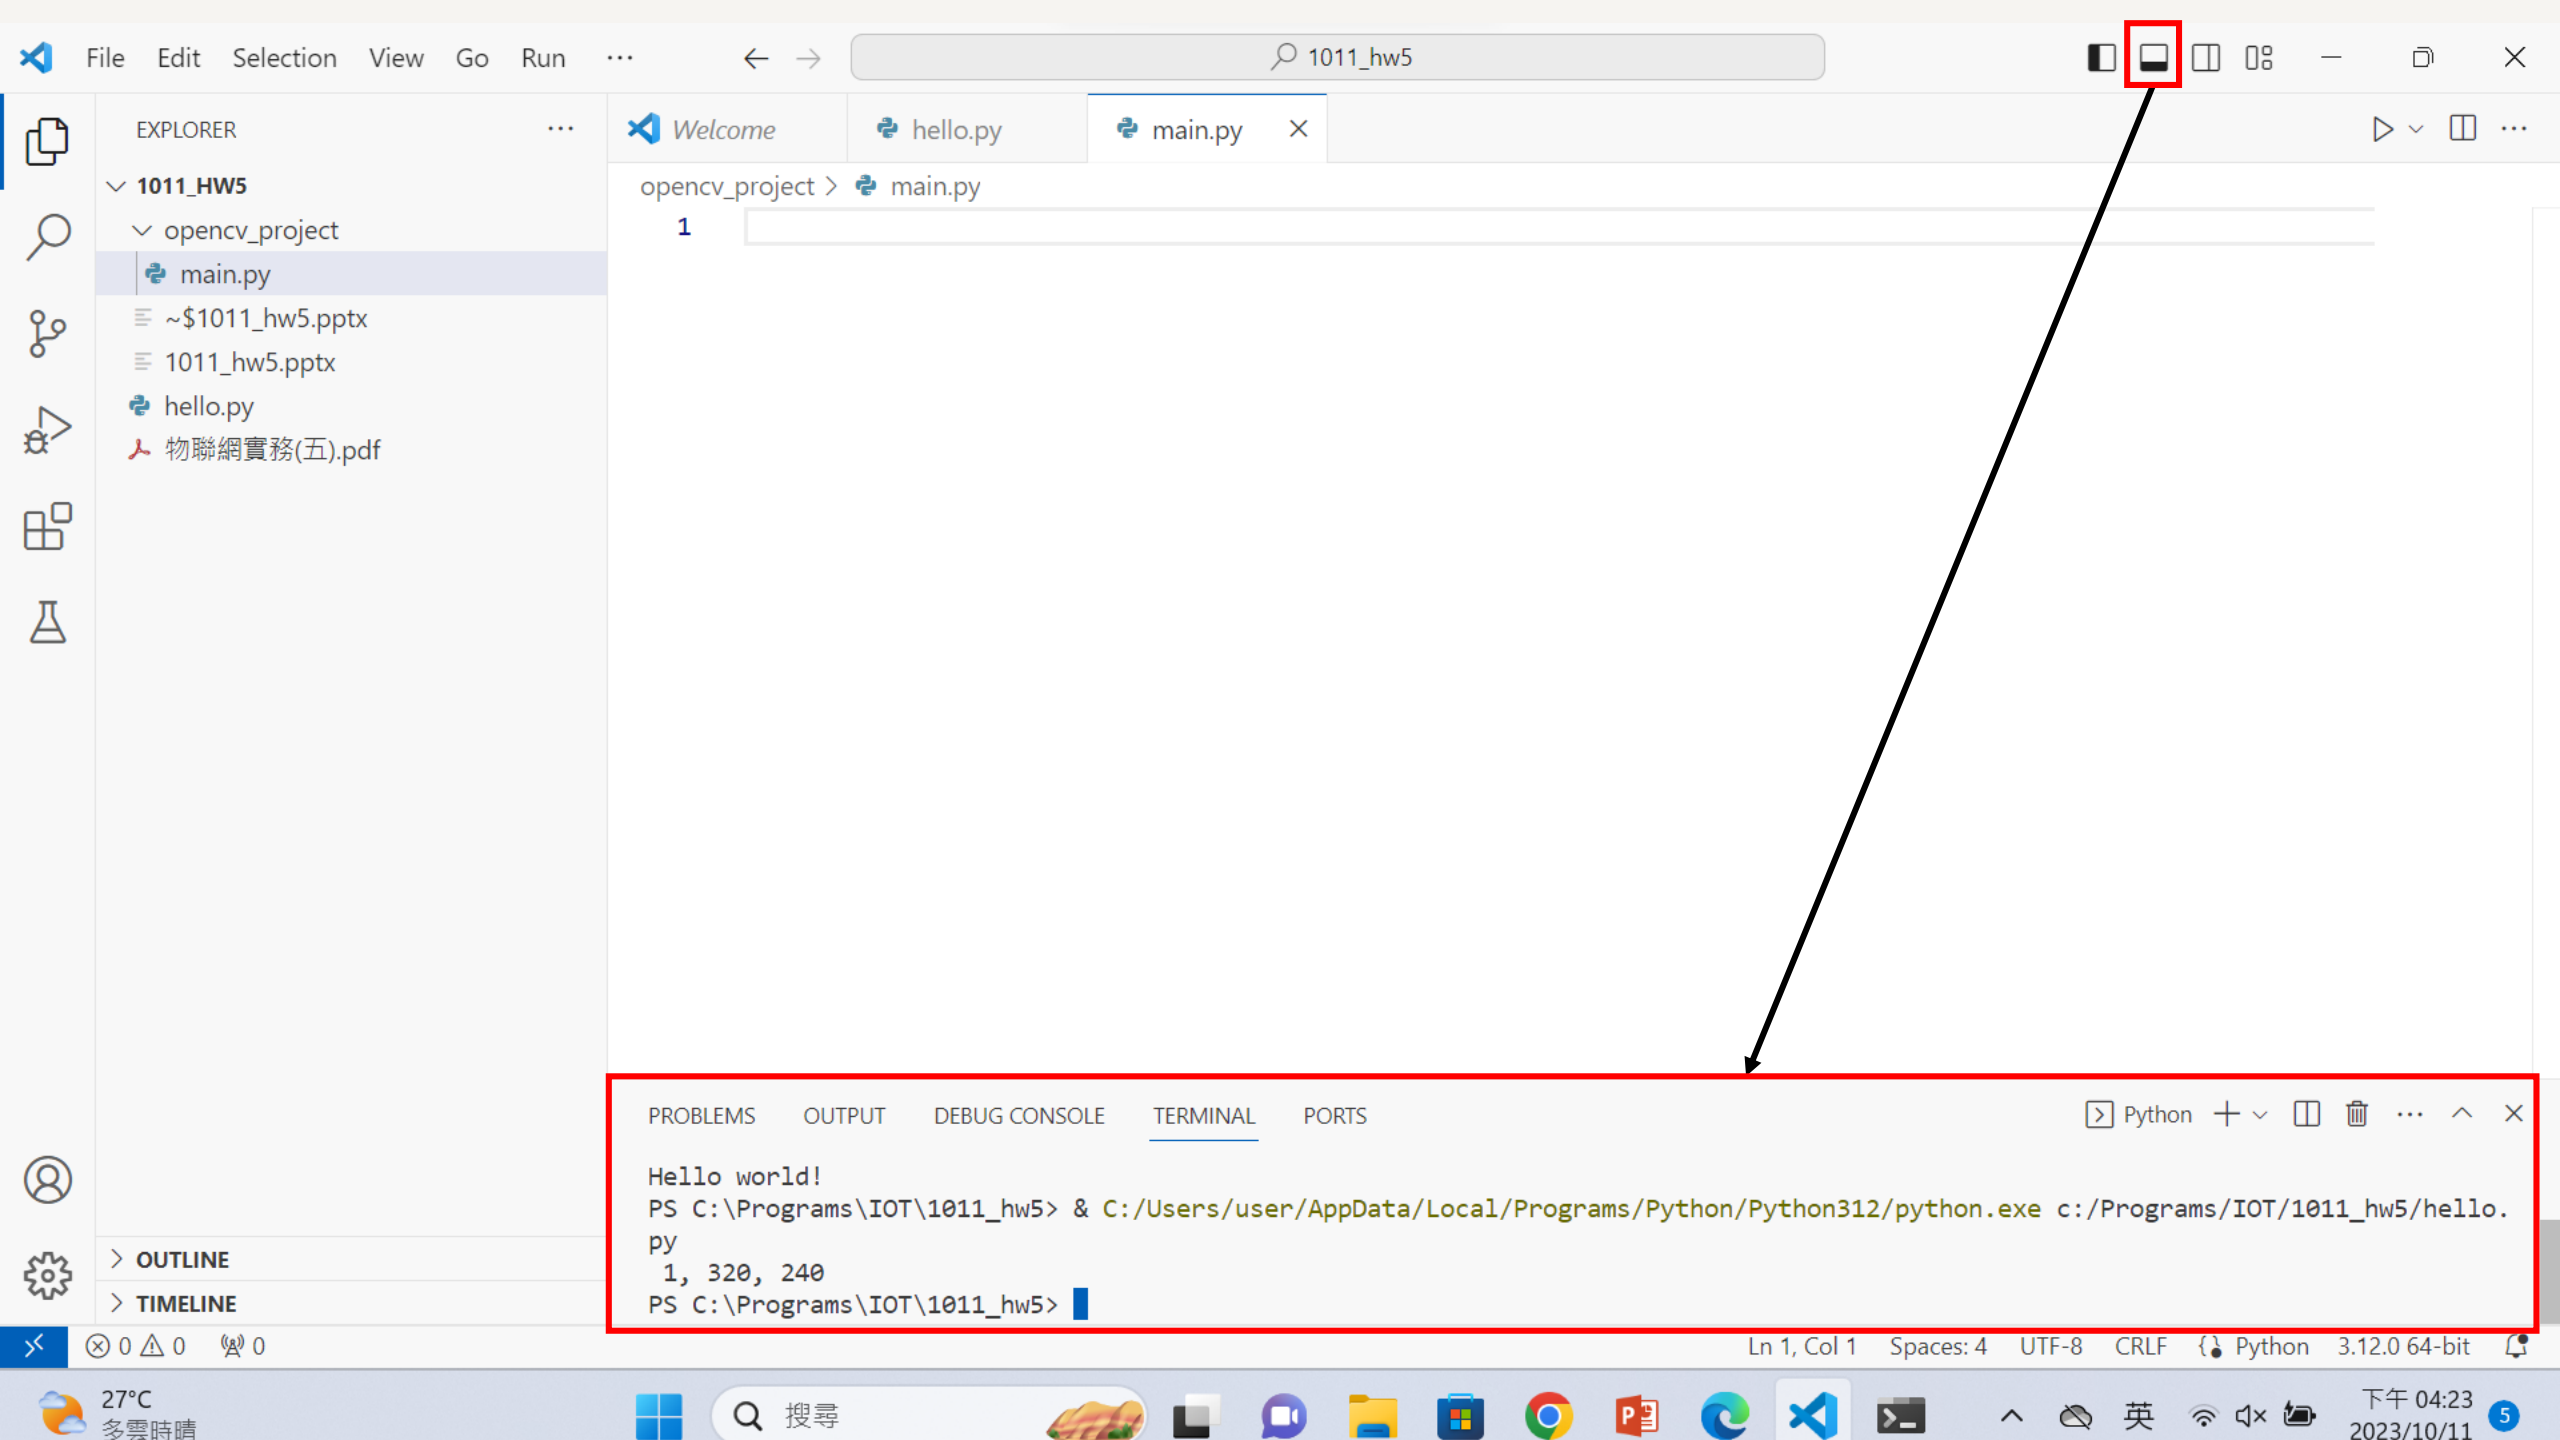 File Edit Selection View Go Run ···
1011_hw5
EXPLORER
Welcome
hello.py
main.py
1011_HW5
opencv_project
main.py
~$1011_hw5.pptx
1011_hw5.pptx
hello.py
物聯網實務(五).pdf
opencv_project > main.py
1
PROBLEMS OUTPUT DEBUG CONSOLE TERMINAL PORTS
Python
Hello world!
PS C:\Programs\IOT\1011_hw5> & C:/Users/user/AppData/Local/Programs/Python/Python312/python.exe c:/Programs/IOT/1011_hw5/hello.
py
1, 320, 240
PS C:\Programs\IOT\1011_hw5>
OUTLINE
TIMELINE
0 0 0
Ln 1, Col 1 Spaces: 4 UTF-8 CRLF {} Python 3.12.0 64-bit
27°C
多雲時晴
搜尋
英
下午 04:23
2023/10/11
5